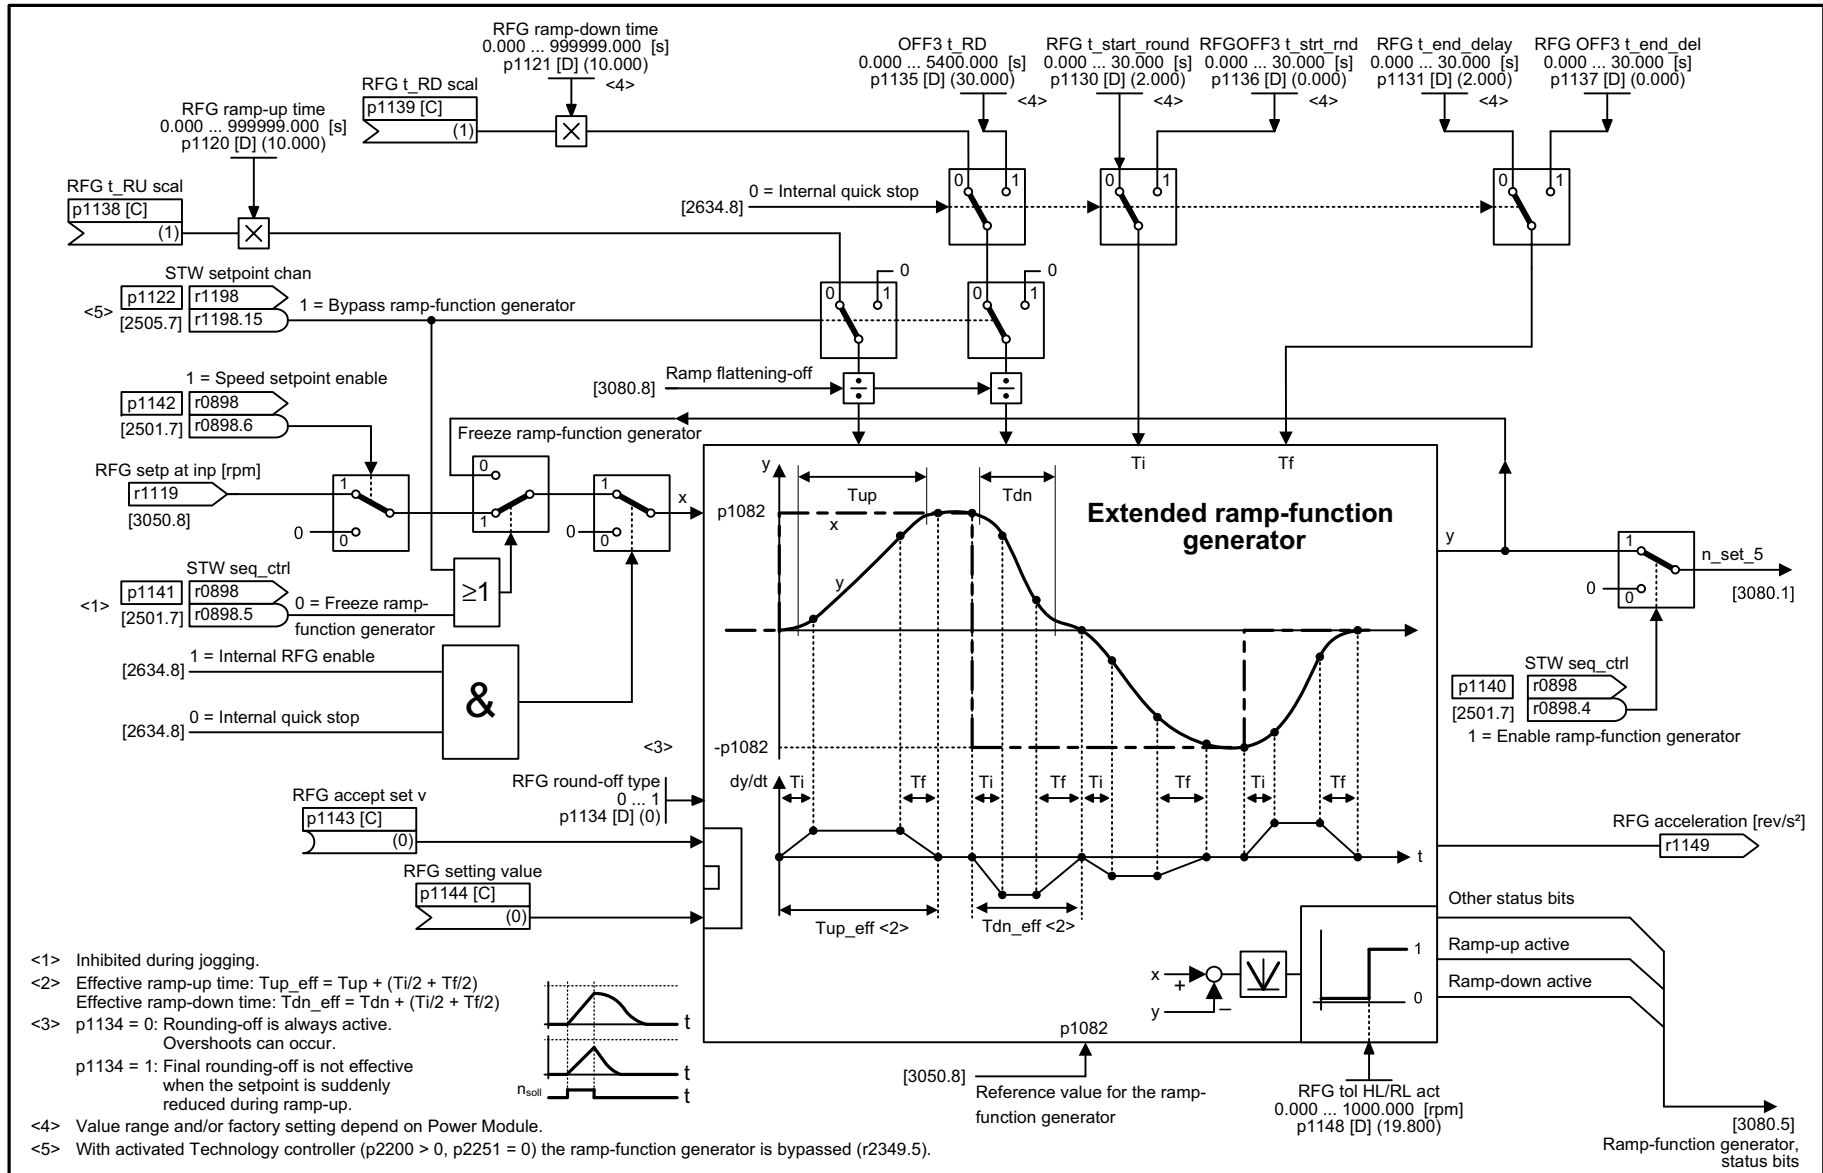 RFG ramp-down time
0.000 ... 999999.000 [s]
p1121 [D] (10.000)
<4>
OFF3 t_RD
0.000 ... 5400.000 [s]
p1135 [D] (30.000)
<4>
RFG t_start_round
0.000 ... 30.000 [s]
p1130 [D] (2.000)
<4>
RFGOFF3 t_strt_rnd
0.000 ... 30.000 [s]
p1136 [D] (0.000)
<4>
RFG t_end_delay
0.000 ... 30.000 [s]
p1131 [D] (2.000)
<4>
RFG OFF3 t_end_del
0.000 ... 30.000 [s]
p1137 [D] (0.000)
RFG t_RD scal
p1139 [C]
(1)
RFG ramp-up time
0.000 ... 999999.000 [s]
p1120 [D] (10.000)
RFG t_RU scal
p1138 [C]
(1)
0 = Internal quick stop
[2634.8]
0 1
0 1
0 1
STW setpoint chan
<5>
p1122
r1198
[2505.7]
r1198.15
1 = Bypass ramp-function generator
0
0 1
0
0 1
Ramp flattening-off
[3080.8]
÷
÷
1 = Speed setpoint enable
p1142
r0898
[2501.7]
r0898.6
Freeze ramp-function generator
RFG setp at inp [rpm]
r1119
[3050.8]
1
0
0
0
1
1
0
0
x
STW seq_ctrl
<1>
p1141
r0898
[2501.7]
r0898.5
0 = Freeze ramp-
function generator
≥1
1 = Internal RFG enable
[2634.8]
0 = Internal quick stop
[2634.8]
&
<3>
RFG round-off type
0 ... 1
p1134 [D] (0)
RFG accept set v
p1143 [C]
(0)
RFG setting value
p1144 [C]
(0)
Ti
Tf
Extended ramp-function
generator
y
Tup
Tdn
p1082
x
y
-p1082
dy/dt
Ti
Tf
Ti
Tf
Ti
Tf
Ti
Tf
t
Tup_eff <2>
Tdn_eff <2>
x
+
y
–
1
0
p1082
[3050.8]
Reference value for the ramp-
function generator
RFG tol HL/RL act
0.000 ... 1000.000 [rpm]
p1148 [D] (19.800)
y
1
0
0
n_set_5
[3080.1]
STW seq_ctrl
p1140
r0898
[2501.7]
r0898.4
1 = Enable ramp-function generator
RFG acceleration [rev/s²]
r1149
Other status bits
Ramp-up active
Ramp-down active
[3080.5]
Ramp-function generator,
status bits
<1> Inhibited during jogging.
<2> Effective ramp-up time: Tup_eff = Tup + (Ti/2 + Tf/2)
Effective ramp-down time: Tdn_eff = Tdn + (Ti/2 + Tf/2)
<3> p1134 = 0: Rounding-off is always active.
Overshoots can occur.
p1134 = 1: Final rounding-off is not effective
when the setpoint is suddenly
reduced during ramp-up.
t
t
n soll
t
<4> Value range and/or factory setting depend on Power Module.
<5> With activated Technology controller (p2200 > 0, p2251 = 0) the ramp-function generator is bypassed (r2349.5).